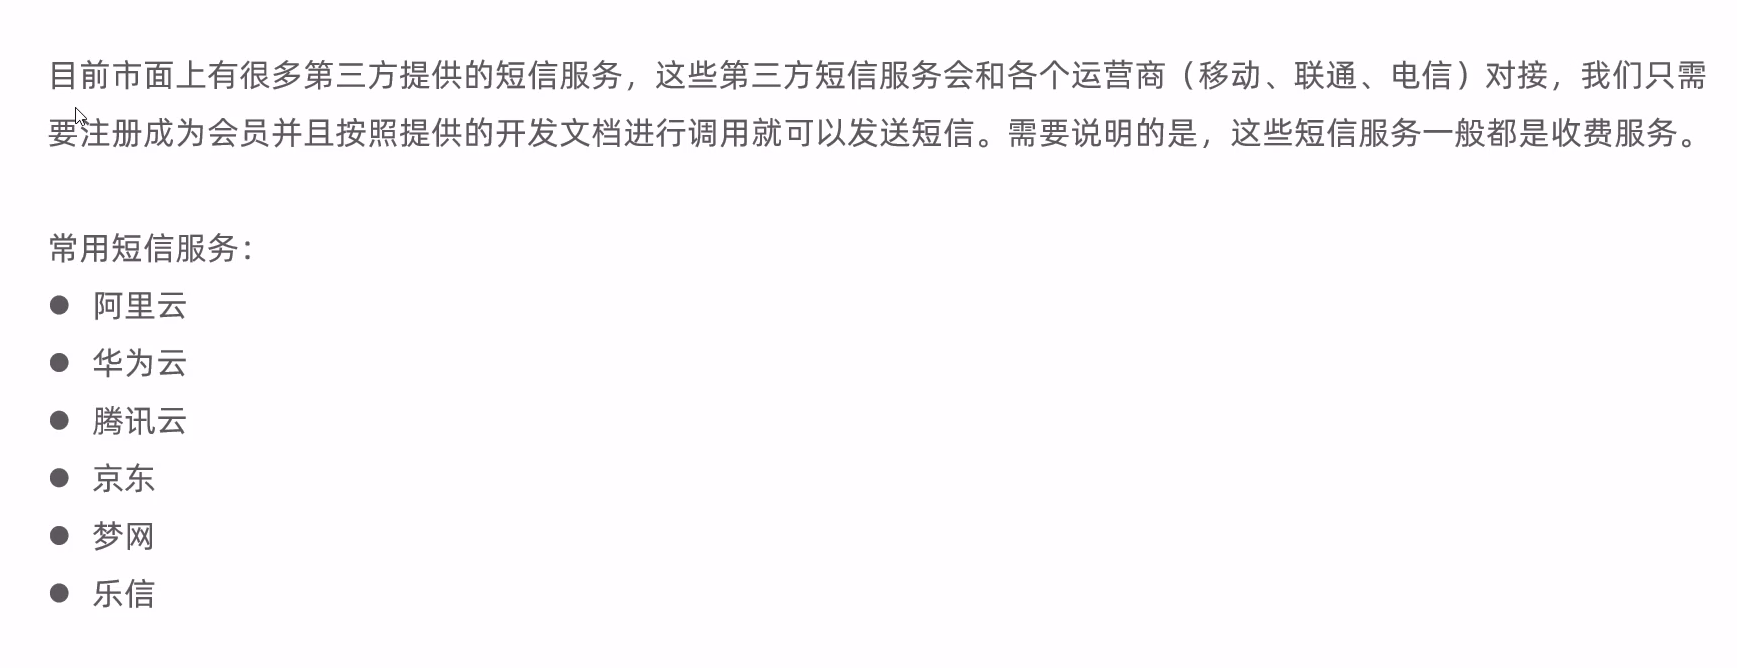 目前市面上有很多第三方提供的短信服务，这些第三方短信服务会和各个运营商（移动、联通、电信）对接，我们只需
要注册成为会员并且按照提供的开发文档进行调用就可以发送短信。需要说明的是，这些短信服务一般都是收费服务。
常用短信服务：
● 阿里云
● 华为云
● 腾讯云
● 京东
● 梦网
● 乐信